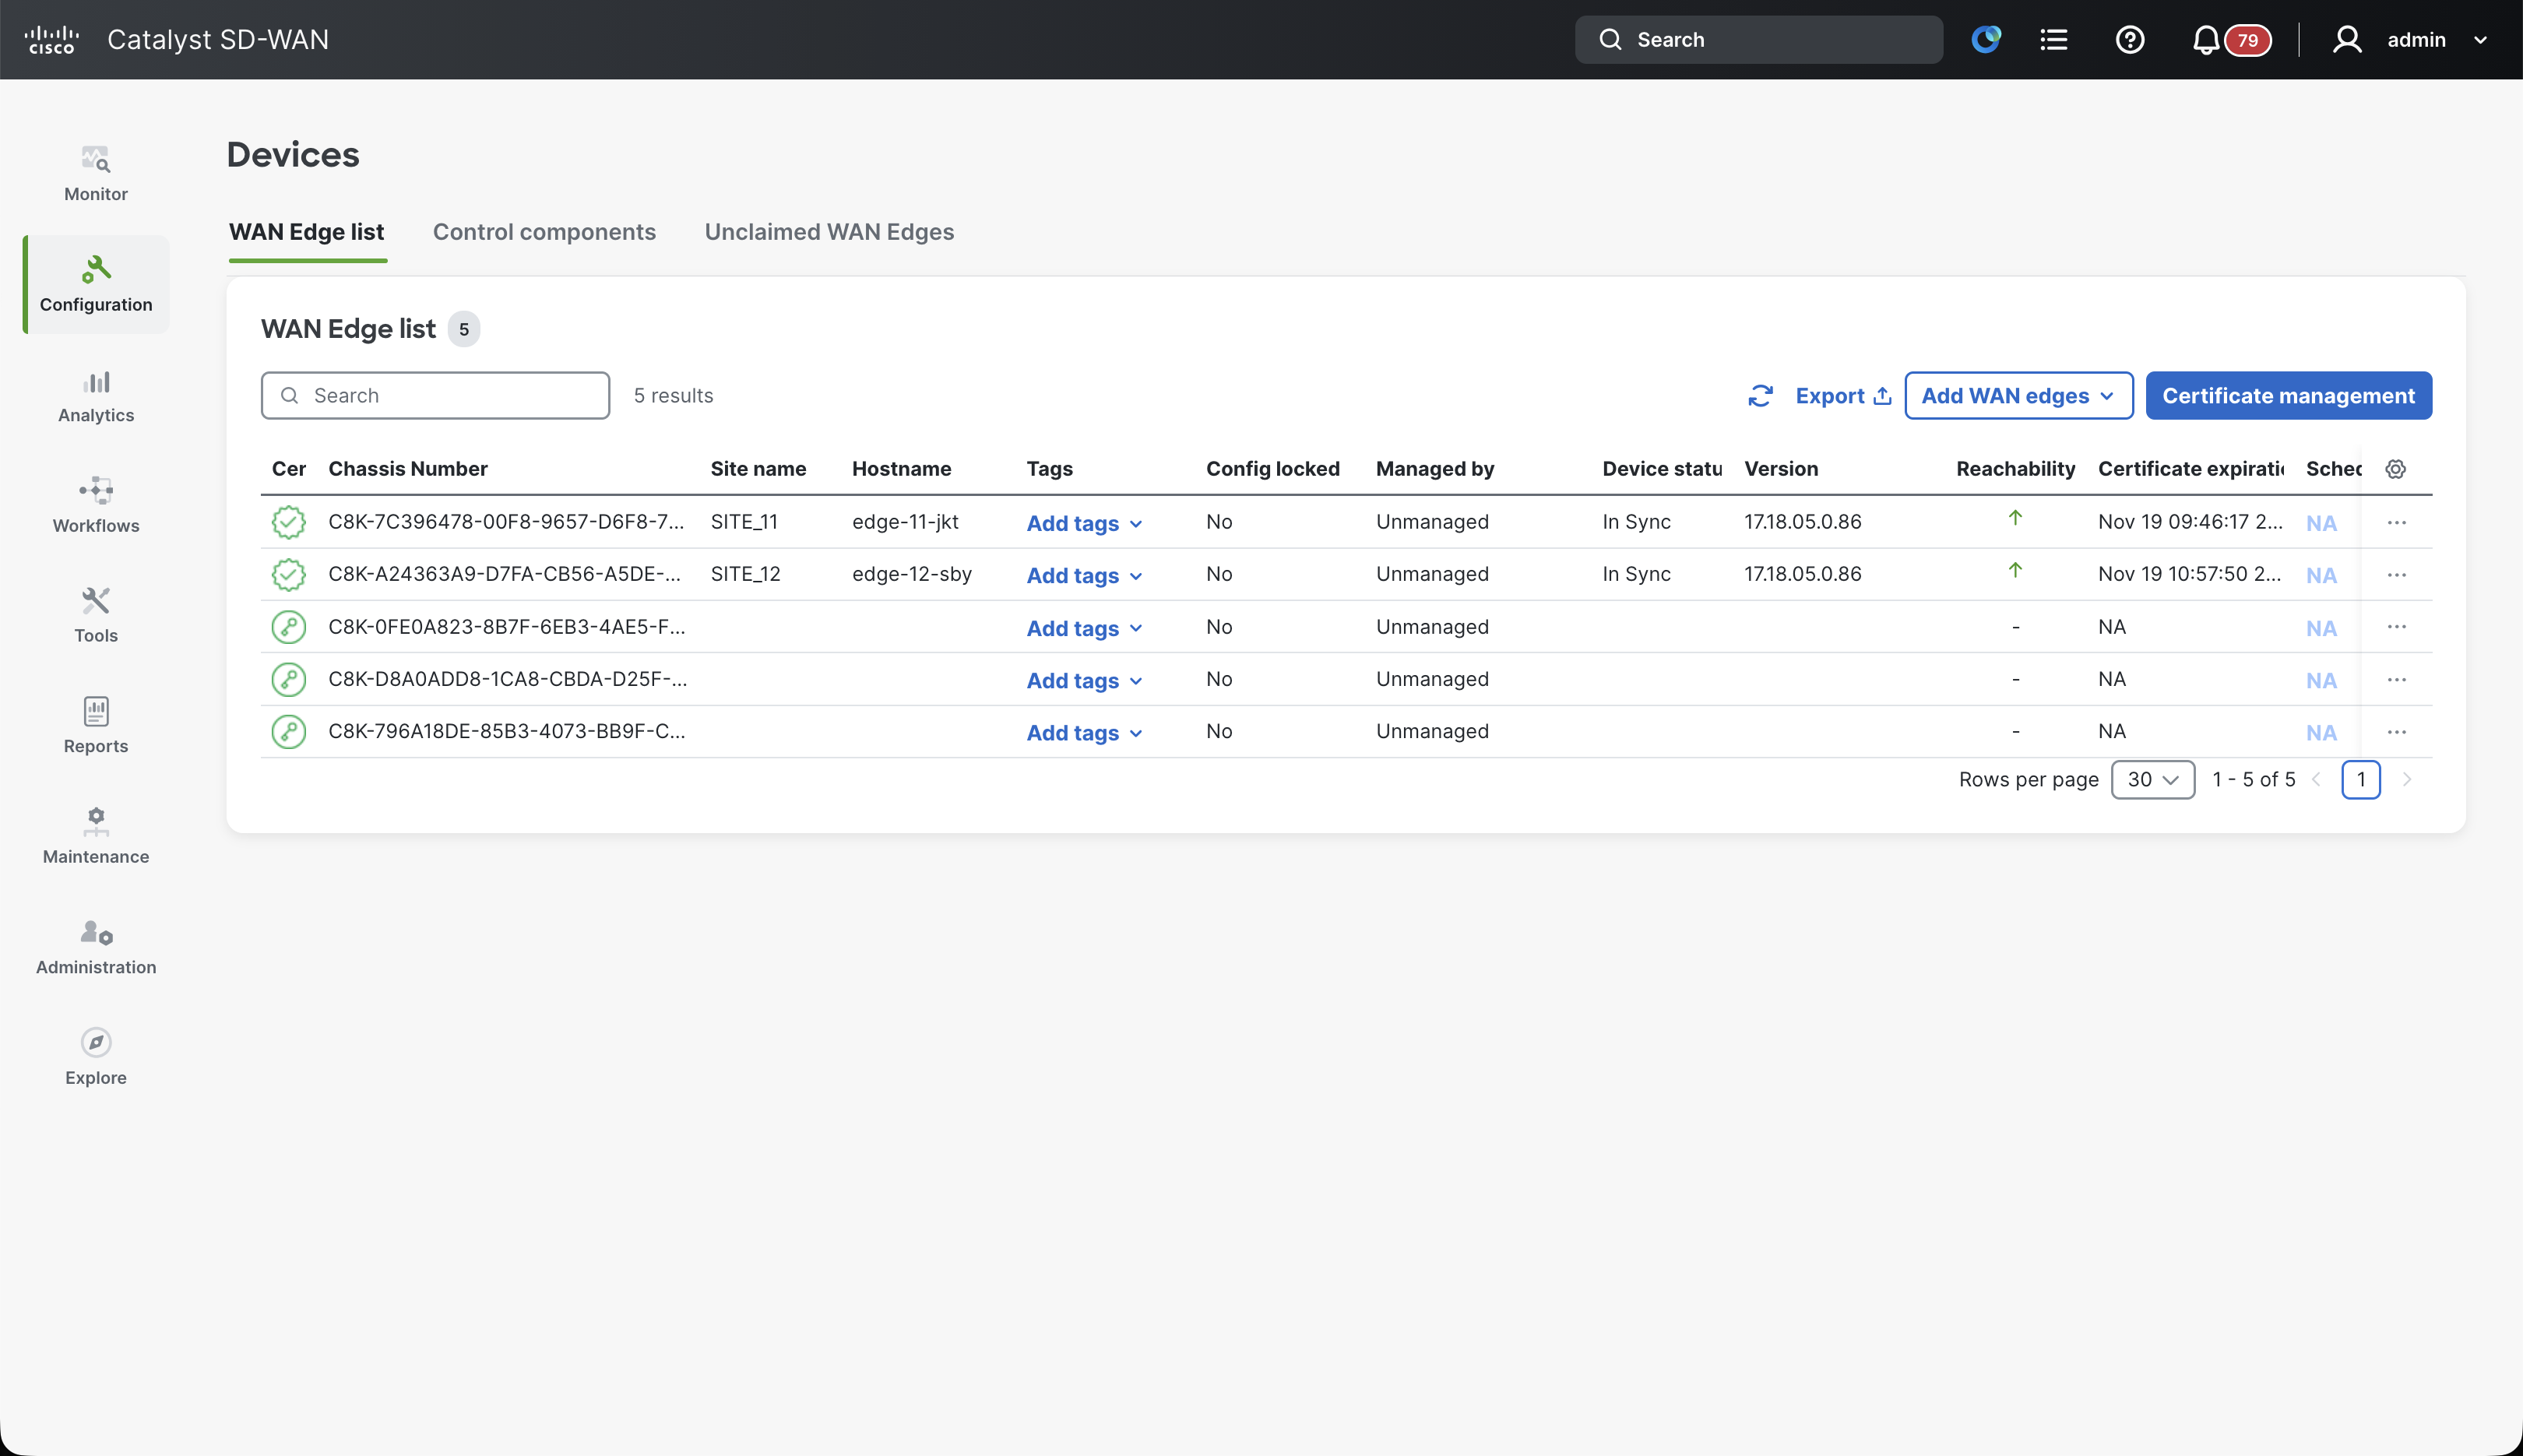 CISCO Catalyst SD-WAN Search 79 admin
Monitor
Configuration
Analytics
Workflows
Tools
Reports
Maintenance
Administration
Explore
Devices
WAN Edge list Control components Unclaimed WAN Edges
WAN Edge list 5
Search 5 results Export Add WAN edges Certificate management
Cer Chassis Number Site name Hostname Tags Config locked Managed by Device statu Version Reachability Certificate expiratio Sched
C8K-7C396478-00F8-9657-D6F8-7... SITE_11 edge-11-jkt Add tags No Unmanaged In Sync 17.18.05.0.86 Nov 19 09:46:17 2... NA ...
C8K-A24363A9-D7FA-CB56-A5DE-... SITE_12 edge-12-sby Add tags No Unmanaged In Sync 17.18.05.0.86 Nov 19 10:57:50 2... NA ...
C8K-0FE0A823-8B7F-6EB3-4AE5-F... Add tags No Unmanaged - NA NA ...
C8K-D8A0ADD8-1CA8-CBDA-D25F-... Add tags No Unmanaged - NA NA ...
C8K-796A18DE-85B3-4073-BB9F-C... Add tags No Unmanaged - NA NA ...
Rows per page 30 1 - 5 of 5 1